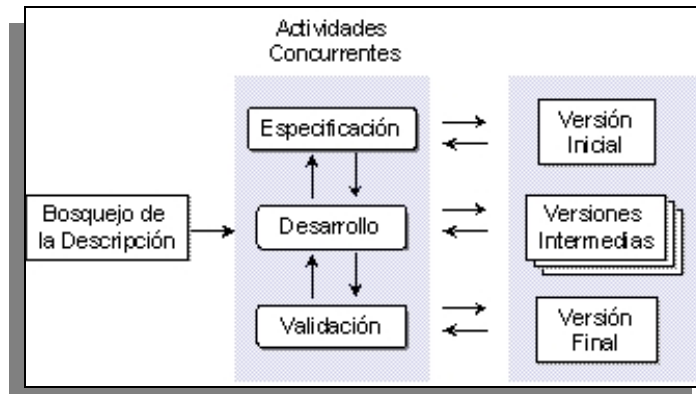 Actividades
Concurrentes
Especificación
Versión
Inicial
Bosquejo de
la Descripción
Desarrollo
Versiones
Intermedias
Validación
Versión
Final